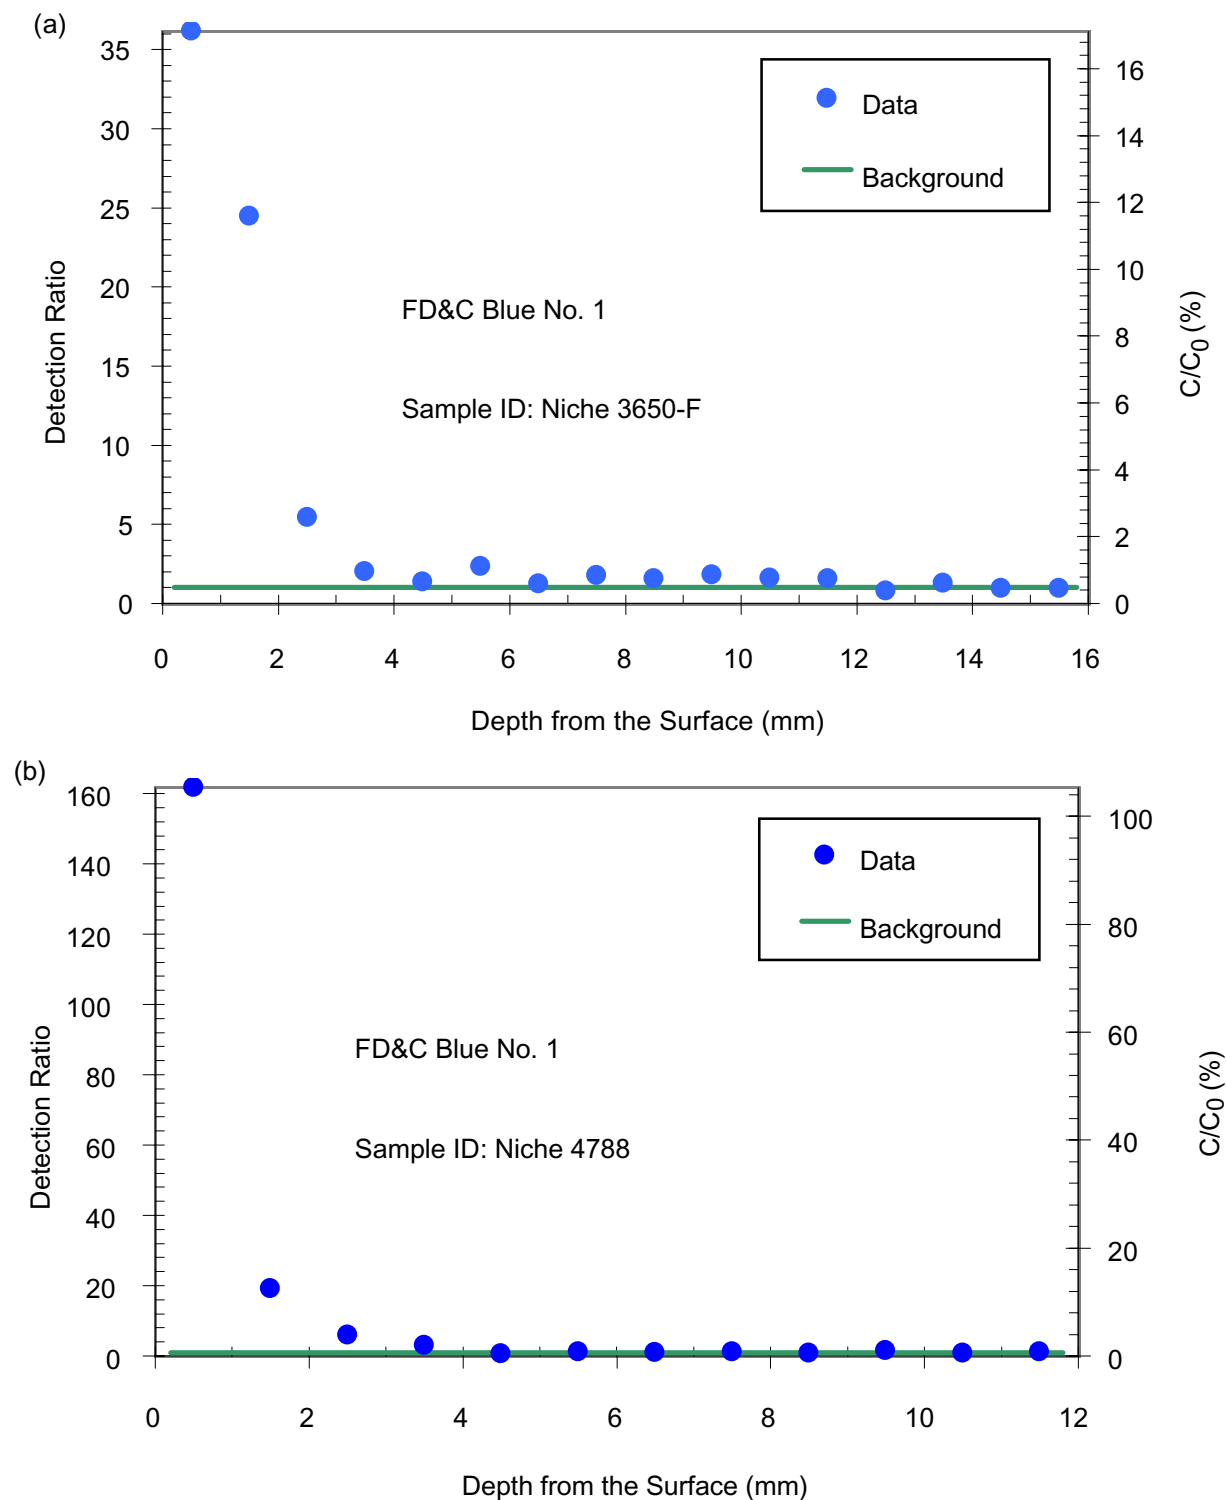 (a)
35
30
25
20
15
10
5
0
Detection Ratio
16
14
12
10
8
6
4
2
0
C/C0 (%)
Data
Background
FD&C Blue No. 1
Sample ID: Niche 3650-F
0 2 4 6 8 10 12 14 16
Depth from the Surface (mm)
(b)
160
140
120
100
80
60
40
20
0
Detection Ratio
100
80
60
40
20
0
C/C0 (%)
Data
Background
FD&C Blue No. 1
Sample ID: Niche 4788
0 2 4 6 8 10 12
Depth from the Surface (mm)